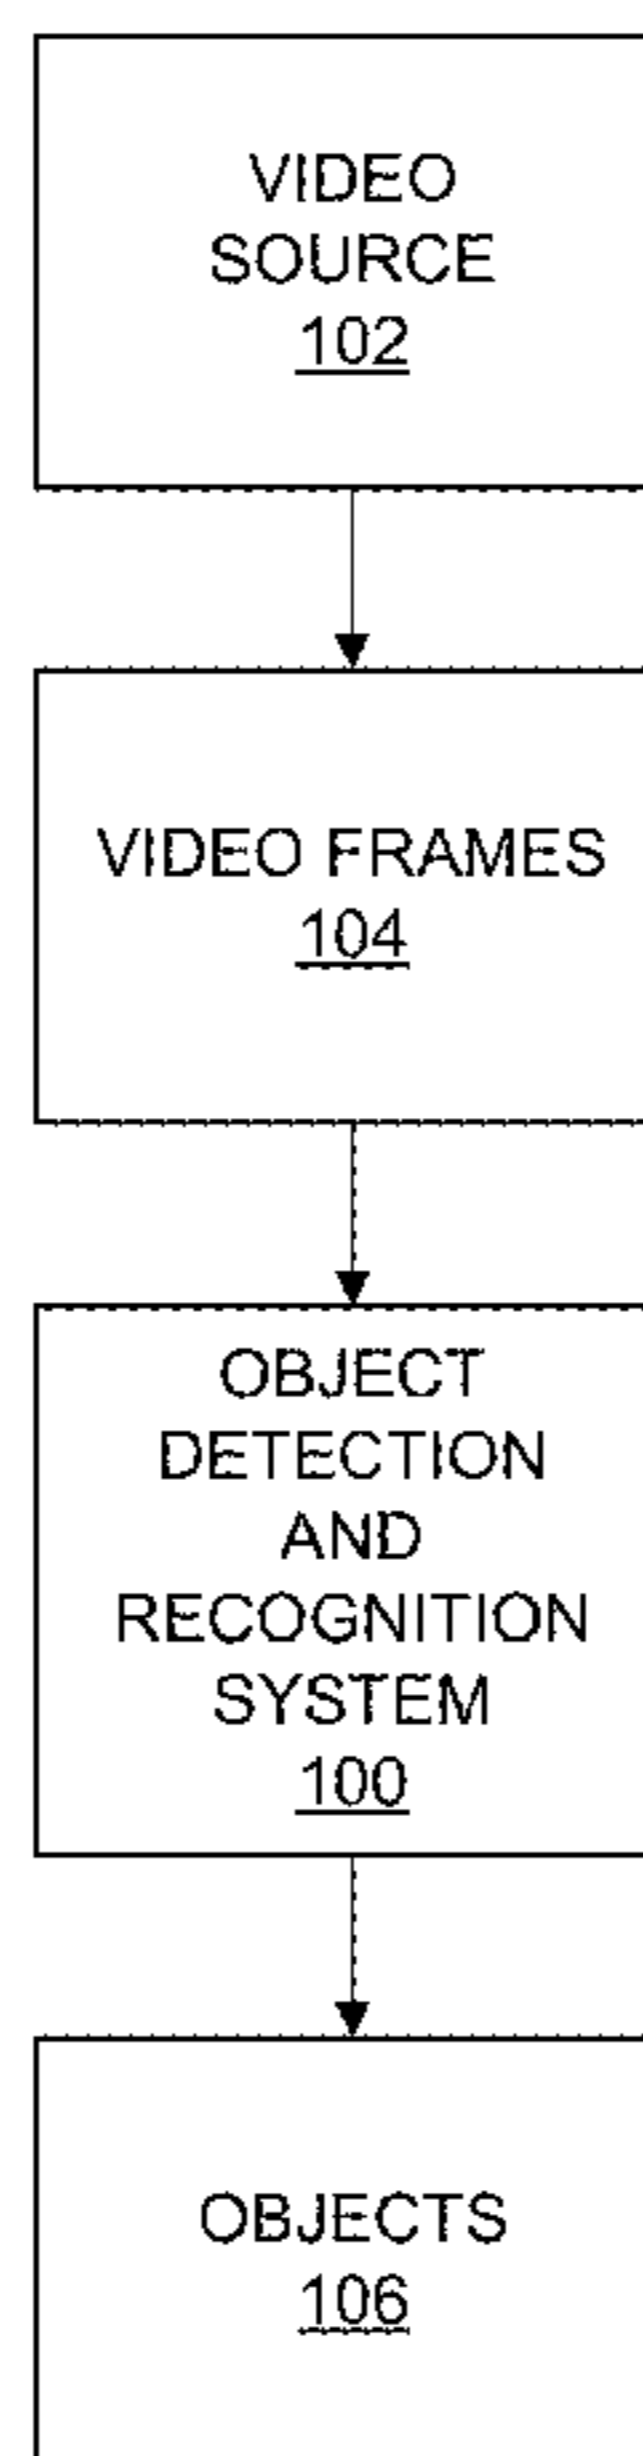 VIDEO
SOURCE
102
VIDEO FRAMES
104
OBJECT
DETECTION
AND
RECOGNITION
SYSTEM
100
OBJECTS
106